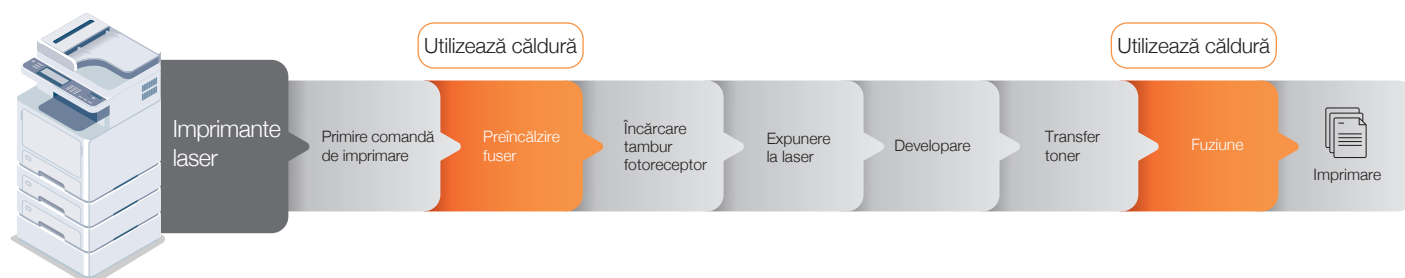 Utilizează căldură
Utilizează căldură
Imprimante
laser
Primire comandă
de imprimare
Preîncălzire
fuser
Încărcare
tambur
fotoreceptor
Expunere
la laser
Developare
Transfer
toner
Fuziune
Imprimare